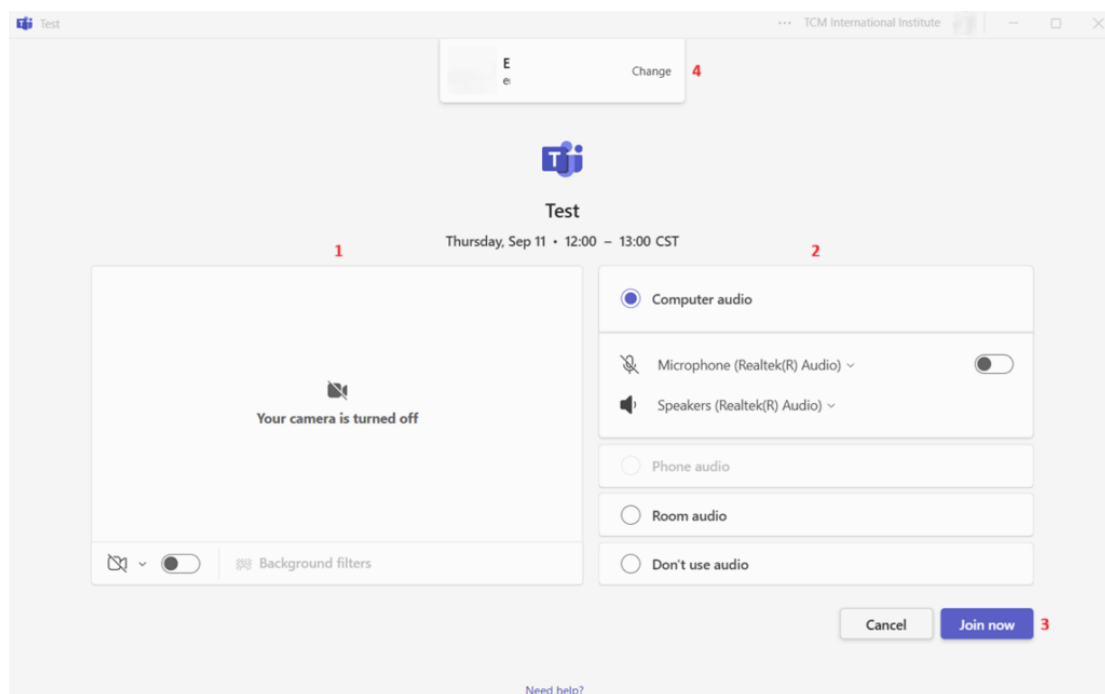 Test
... TCM International Institute
E
e
Change 4
Test
Thursday, Sep 11 • 12:00 – 13:00 CST
1
2
Your camera is turned off
Background filters
Computer audio
Microphone (Realtek(R) Audio)
Speakers (Realtek(R) Audio)
Phone audio
Room audio
Don't use audio
Cancel
Join now 3
Need help?